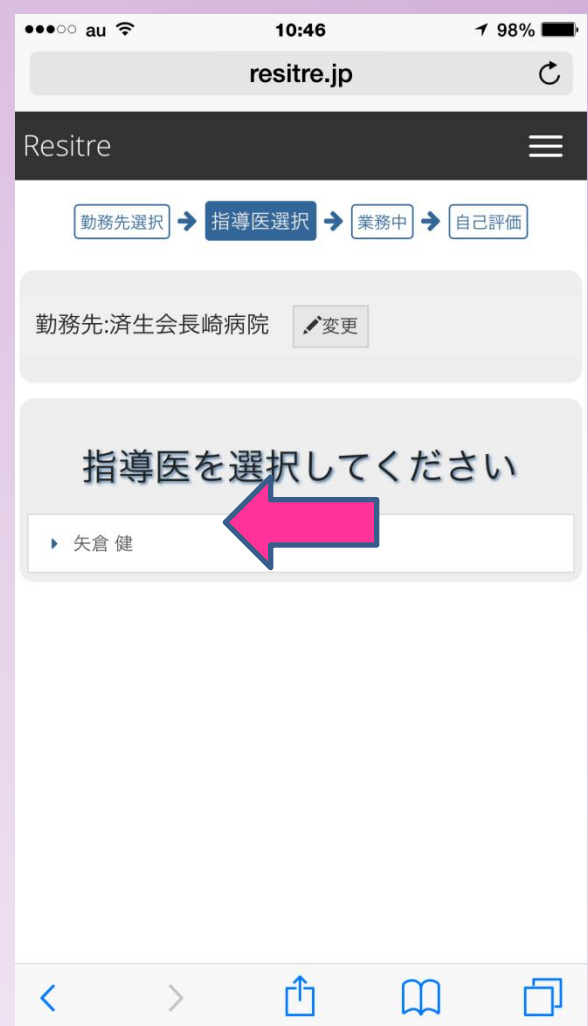 au 10:46 98%
resitre.jp
Resitre
勤務先選択 指導医選択 業務中 自己評価
勤務先:済生会長崎病院 変更
指導医を選択してください
矢倉 健